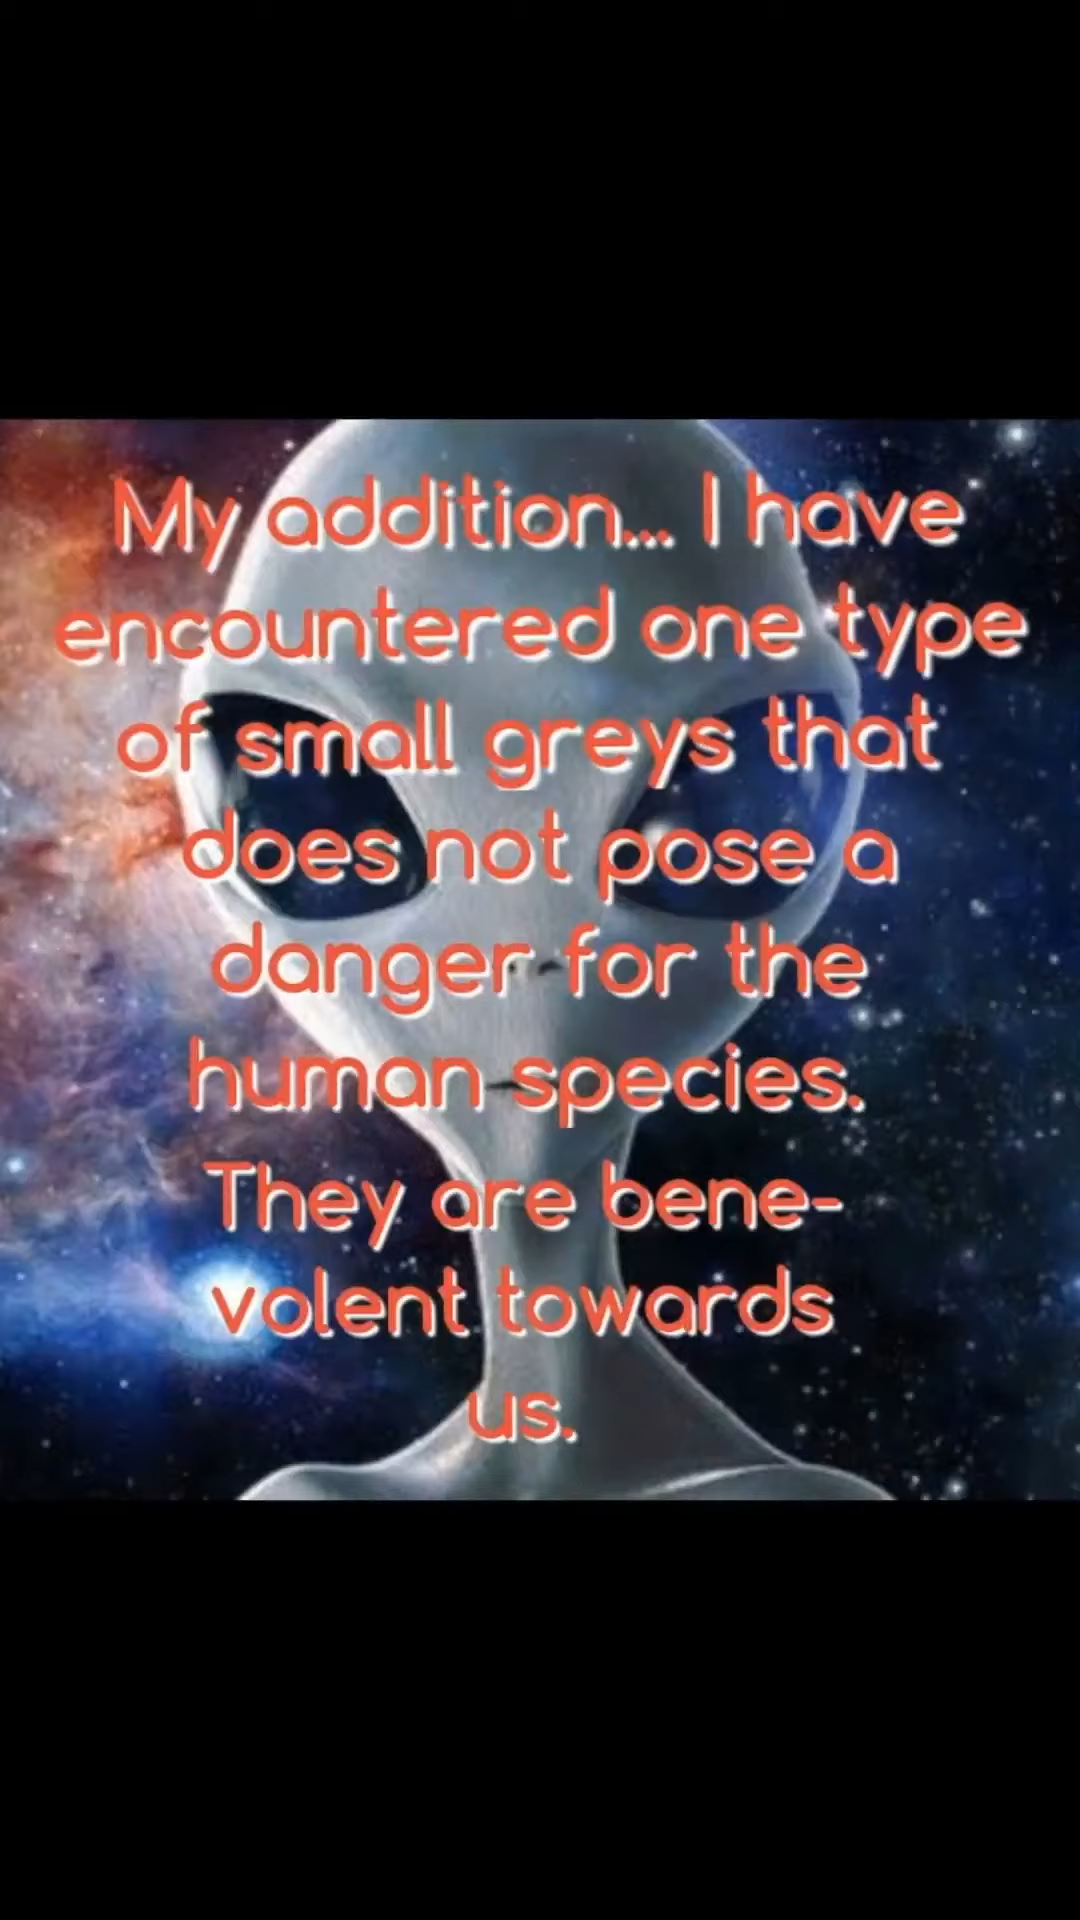 My addition... I have
encountered one type
of small greys that
does not pose a
danger for the
human species.
They are bene-
volent towards
us.